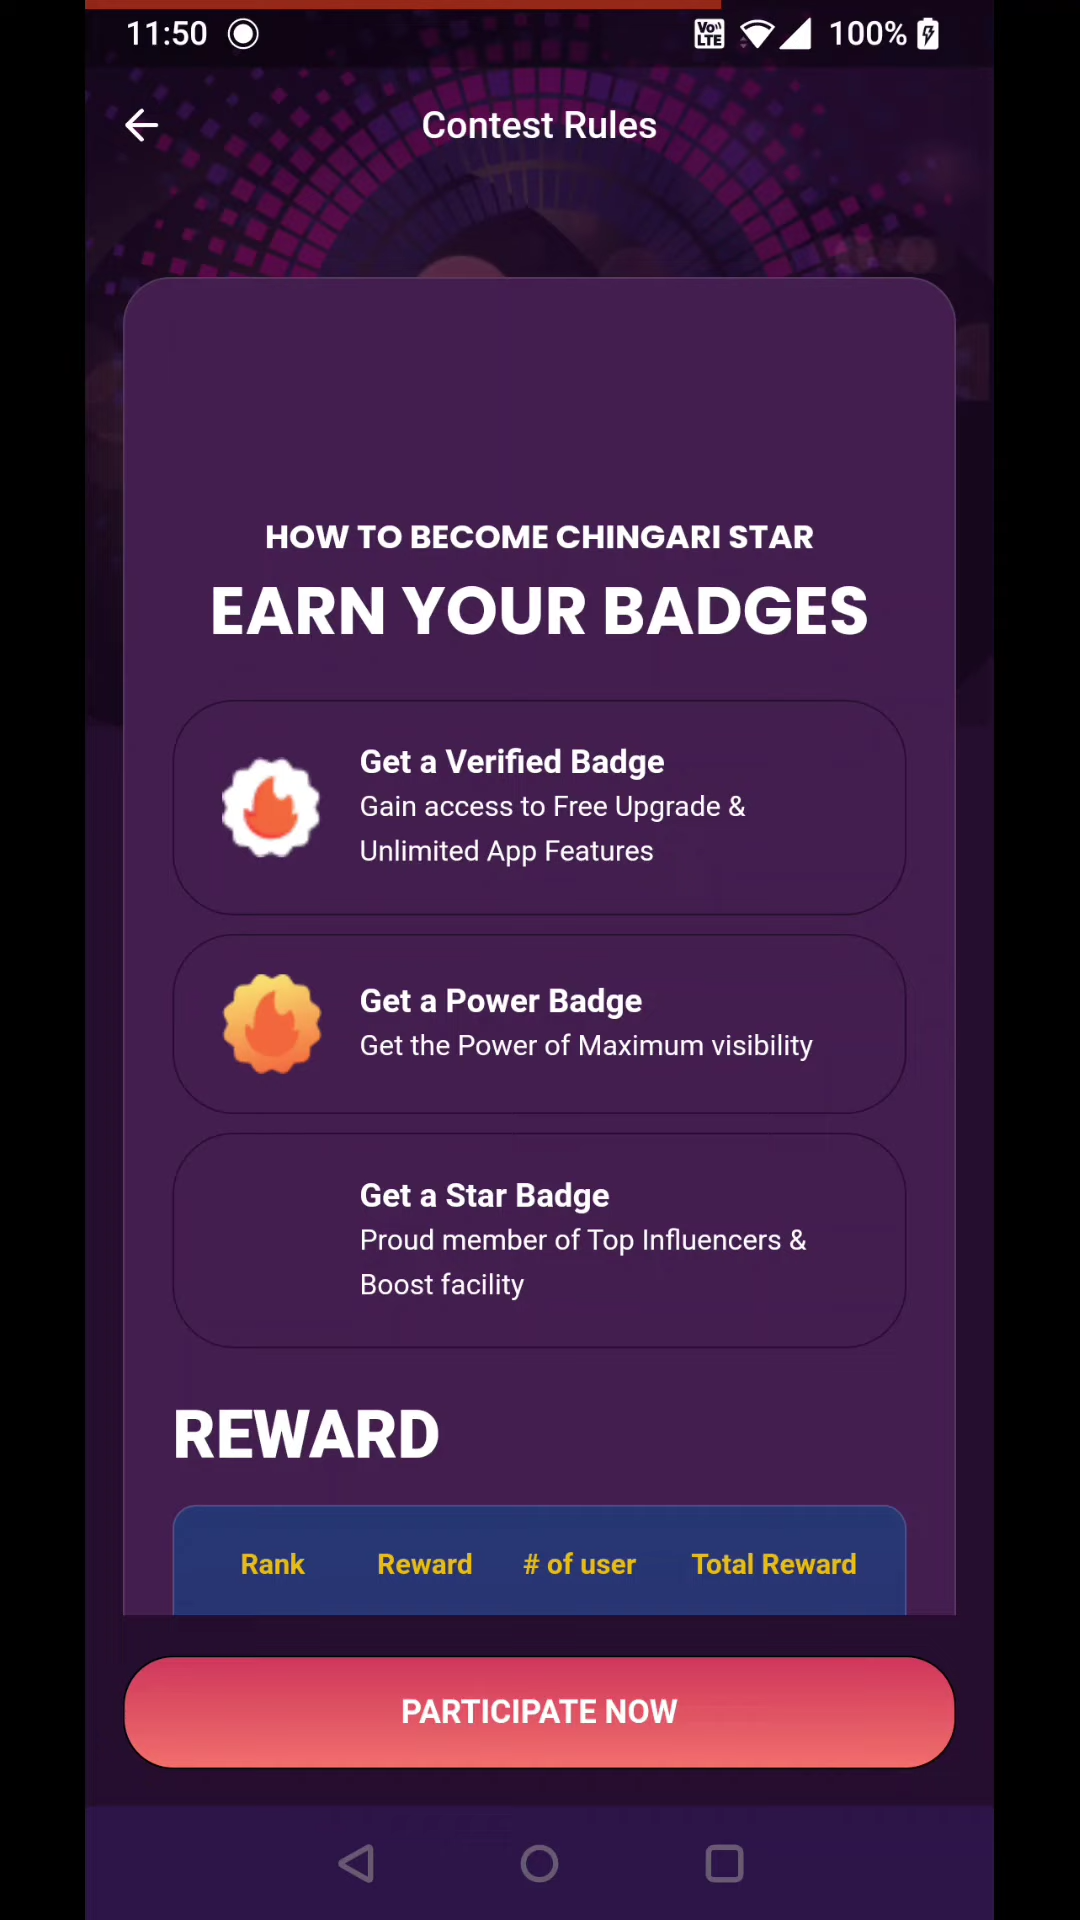 11:50 VoLTE 100%
Contest Rules
HOW TO BECOME CHINGARI STAR
EARN YOUR BADGES
Get a Verified Badge
Gain access to Free Upgrade &
Unlimited App Features
Get a Power Badge
Get the Power of Maximum visibility
Get a Star Badge
Proud member of Top Influencers &
Boost facility
REWARD
Rank Reward # of user Total Reward
PARTICIPATE NOW